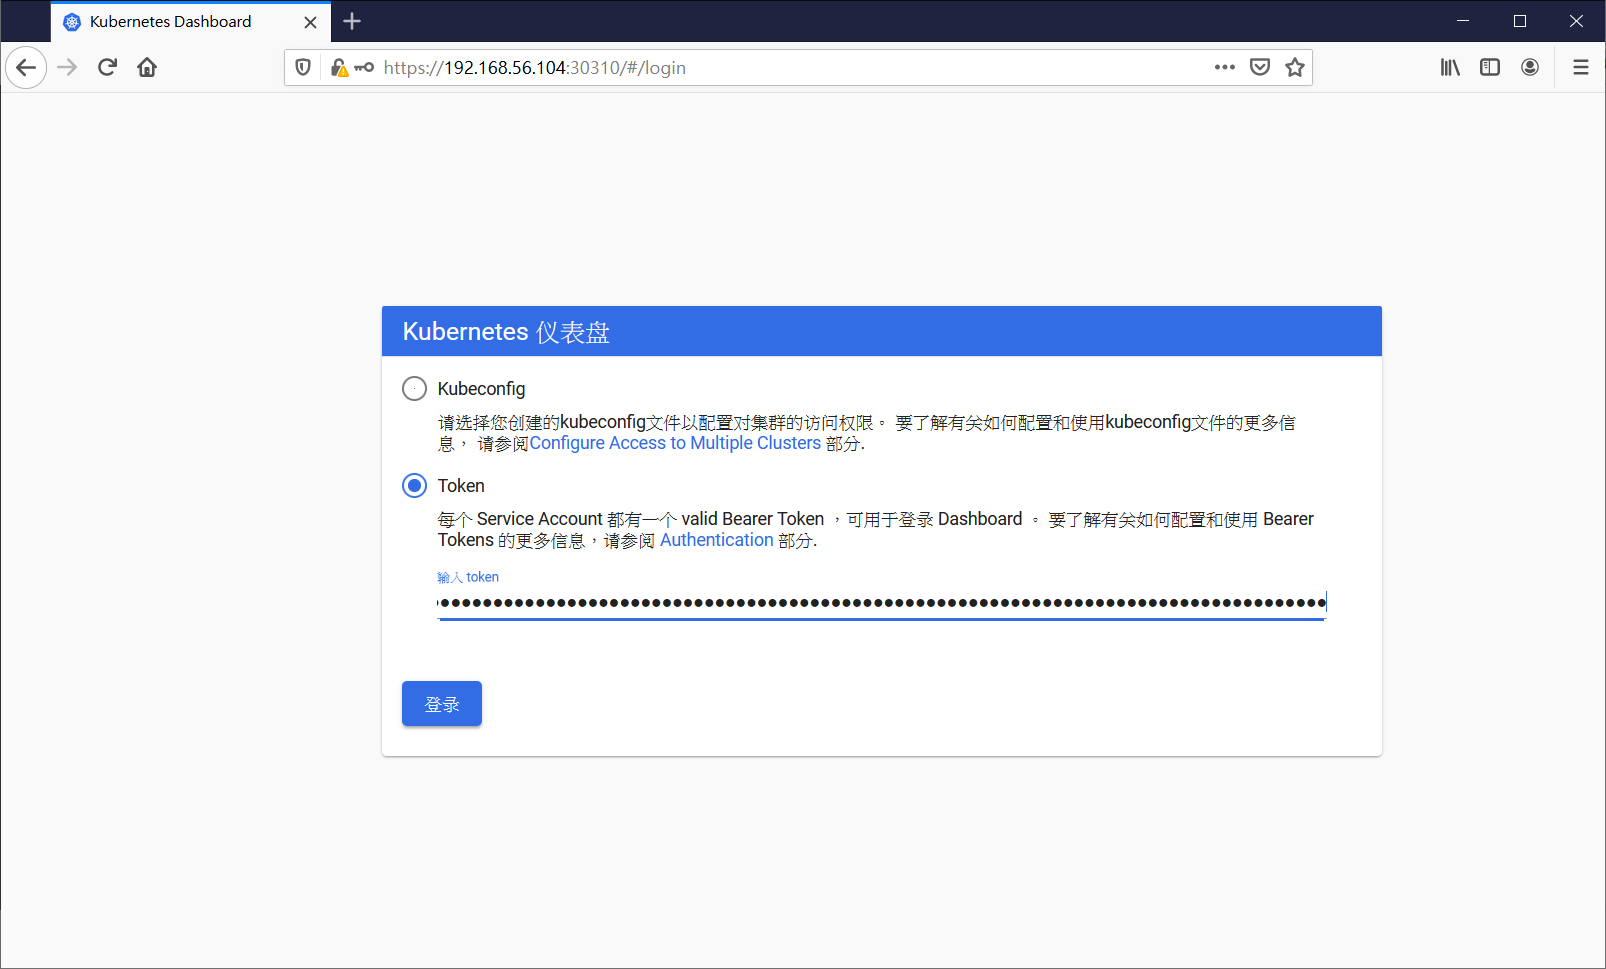 Kubernetes Dashboard
https://192.168.56.104:30310/#/login
Kubernetes 仪表盘
Kubeconfig
请选择您创建的kubeconfig文件以配置对集群的访问权限。 要了解有关如何配置和使用kubeconfig文件的更多信
息， 请参阅Configure Access to Multiple Clusters 部分.
Token
每个 Service Account 都有一个 valid Bearer Token ，可用于登录 Dashboard 。 要了解有关如何配置和使用 Bearer
Tokens 的更多信息，请参阅 Authentication 部分.
输入 token
登录